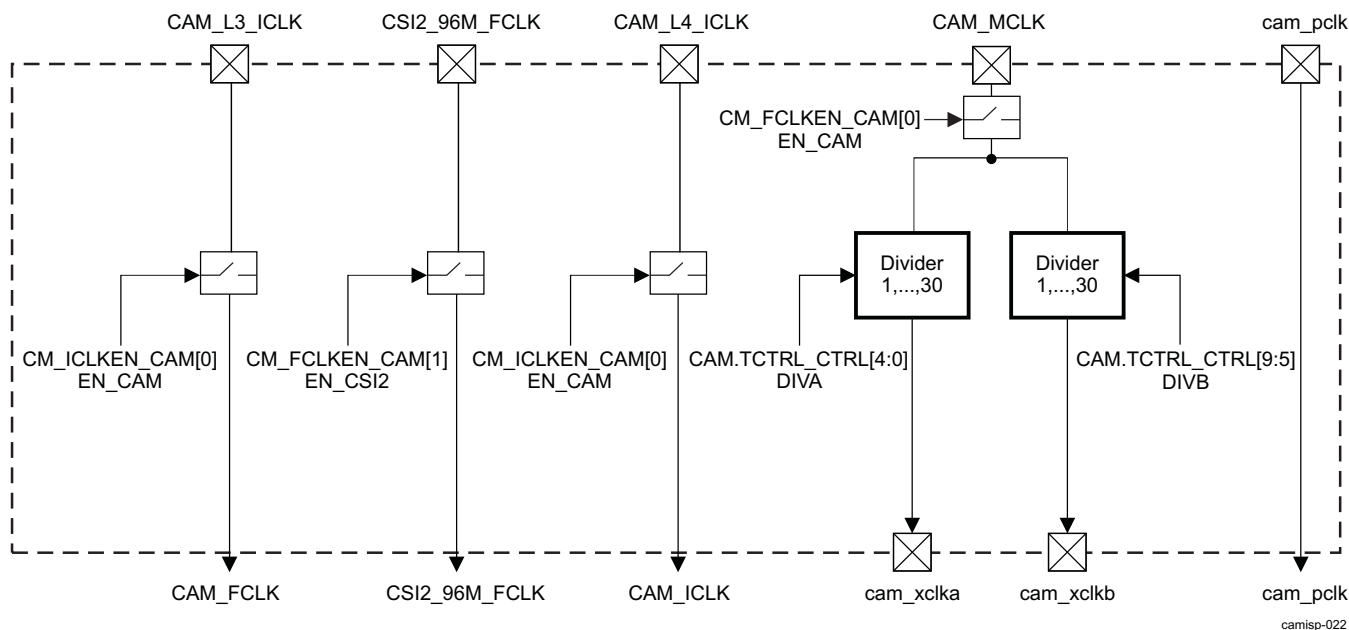 CAM_L3_ICLK
CSI2_96M_FCLK
CAM_L4_ICLK
CAM_MCLK
cam_pclk
CM_FCLKEN_CAM[0]
EN_CAM
Divider
1,...,30
Divider
1,...,30
CM_ICLKEN_CAM[0]
EN_CAM
CM_FCLKEN_CAM[1]
EN_CSI2
CM_ICLKEN_CAM[0]
EN_CAM
CAM.TCTRL_CTRL[4:0]
DIVA
CAM.TCTRL_CTRL[9:5]
DIVB
CAM_FCLK
CSI2_96M_FCLK
CAM_ICLK
cam_xclka
cam_xclkb
cam_pclk
camisp-022